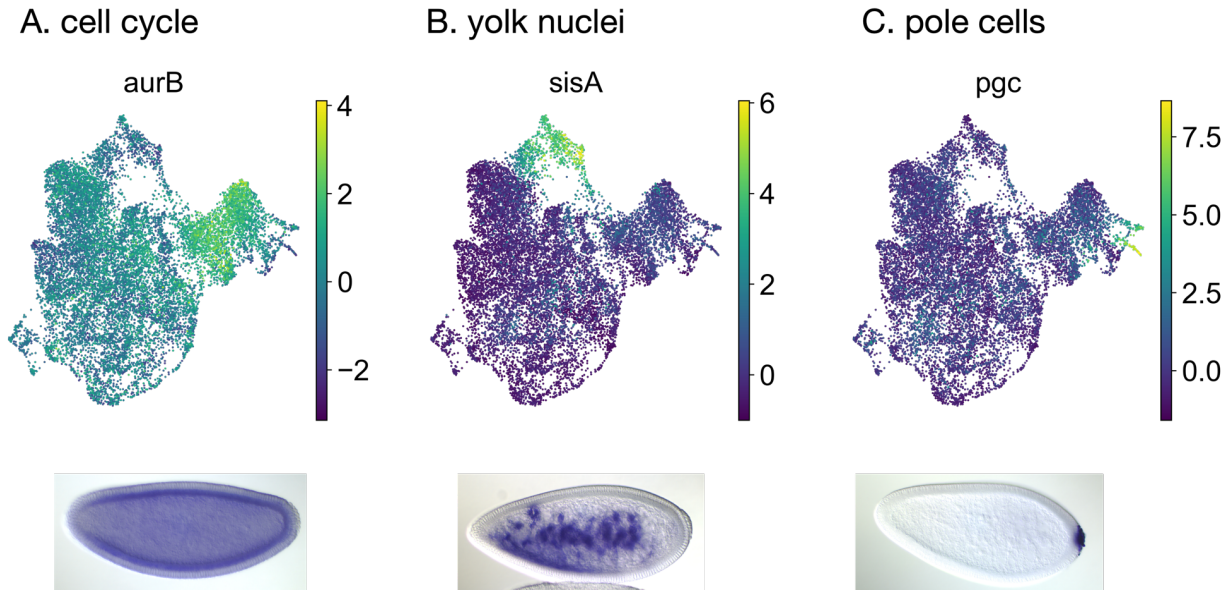 A. cell cycle
B. yolk nuclei
C. pole cells
aurB
sisA
pgc
4
2
0
−2
6
4
2
0
7.5
5.0
2.5
0.0